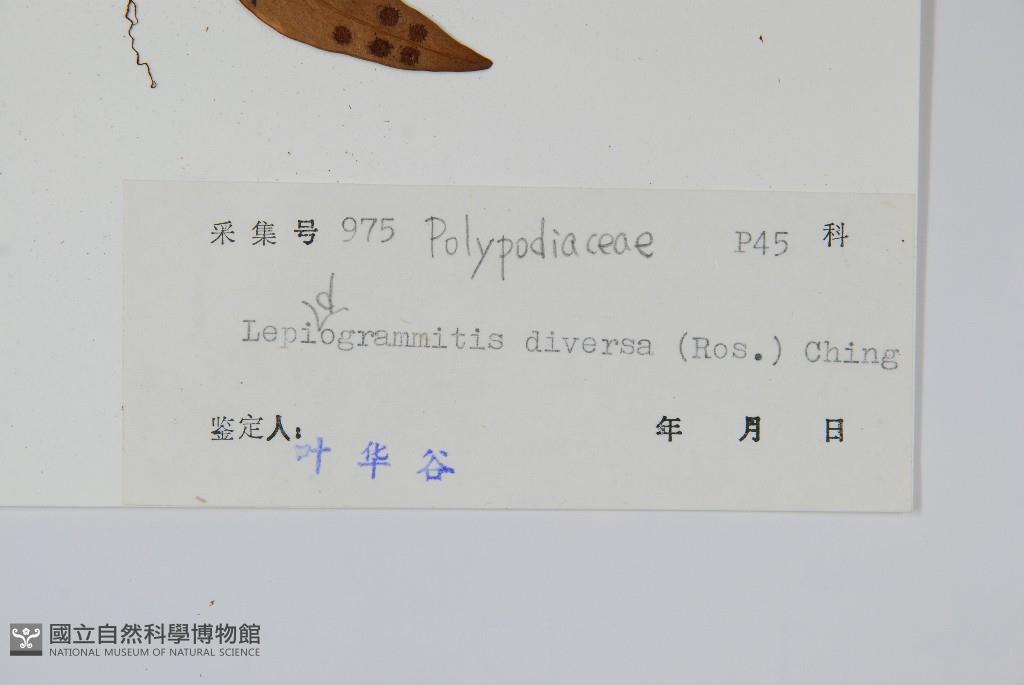 采集号 975 Polypodiaceae P45 科
d
Lepiogrammitis diversa (Ros.) Ching
鉴定人: 年 月 日
叶华谷
國立自然科學博物館
NATIONAL MUSEUM OF NATURAL SCIENCE